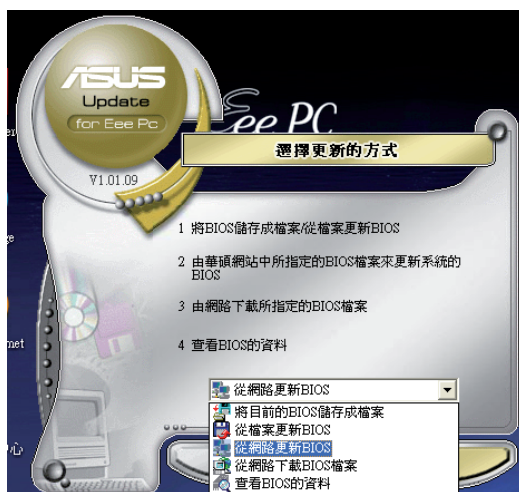 ASUS
Update
for Eee Pc
Eee PC
選擇更新的方式
V1.01.09
1 將BIOS儲存成檔案/從檔案更新BIOS
2 由華碩網站中所指定的BIOS檔案來更新系統的
BIOS
3 由網路下載所指定的BIOS檔案
4 查看BIOS的資料
從網路更新BIOS
將目前的BIOS儲存成檔案
從檔案更新BIOS
從網路更新BIOS
從網路下載BIOS檔案
查看BIOS的資料